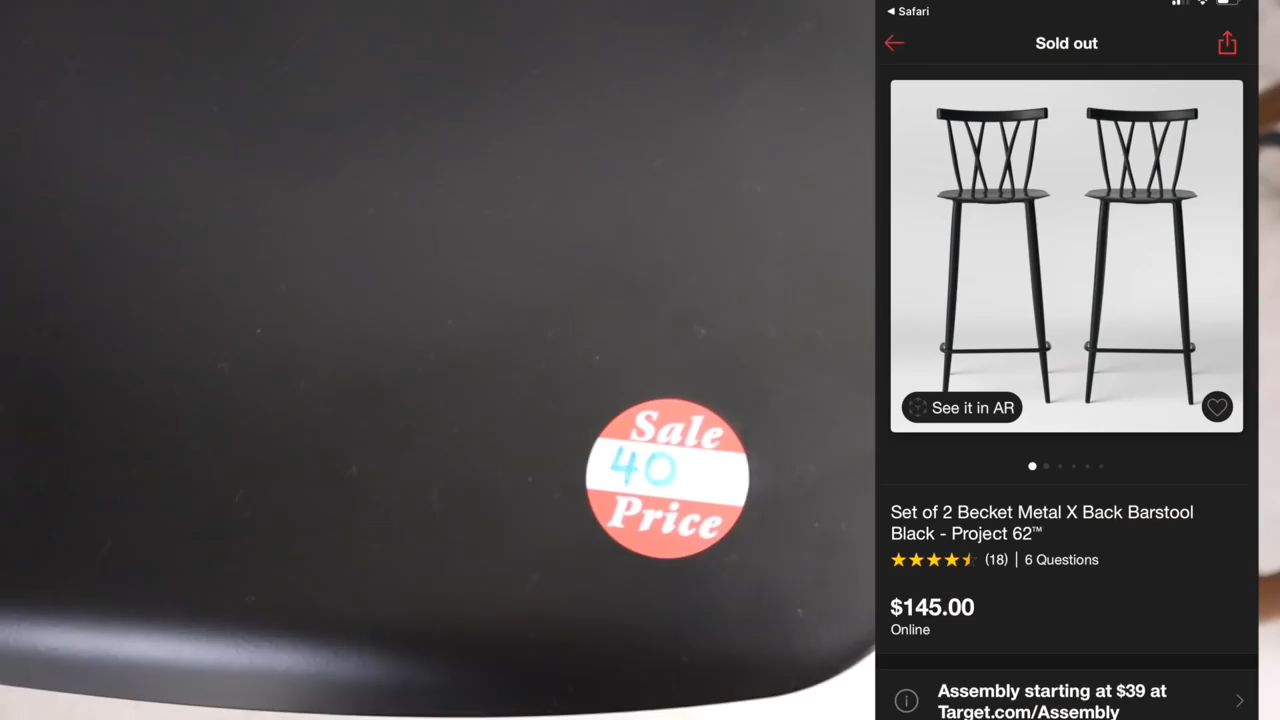 Sale
40
Price
◀ Safari
Sold out
See it in AR
Set of 2 Becket Metal X Back Barstool
Black - Project 62™
(18) | 6 Questions
$145.00
Online
Assembly starting at $39 at
Target.com/Assembly